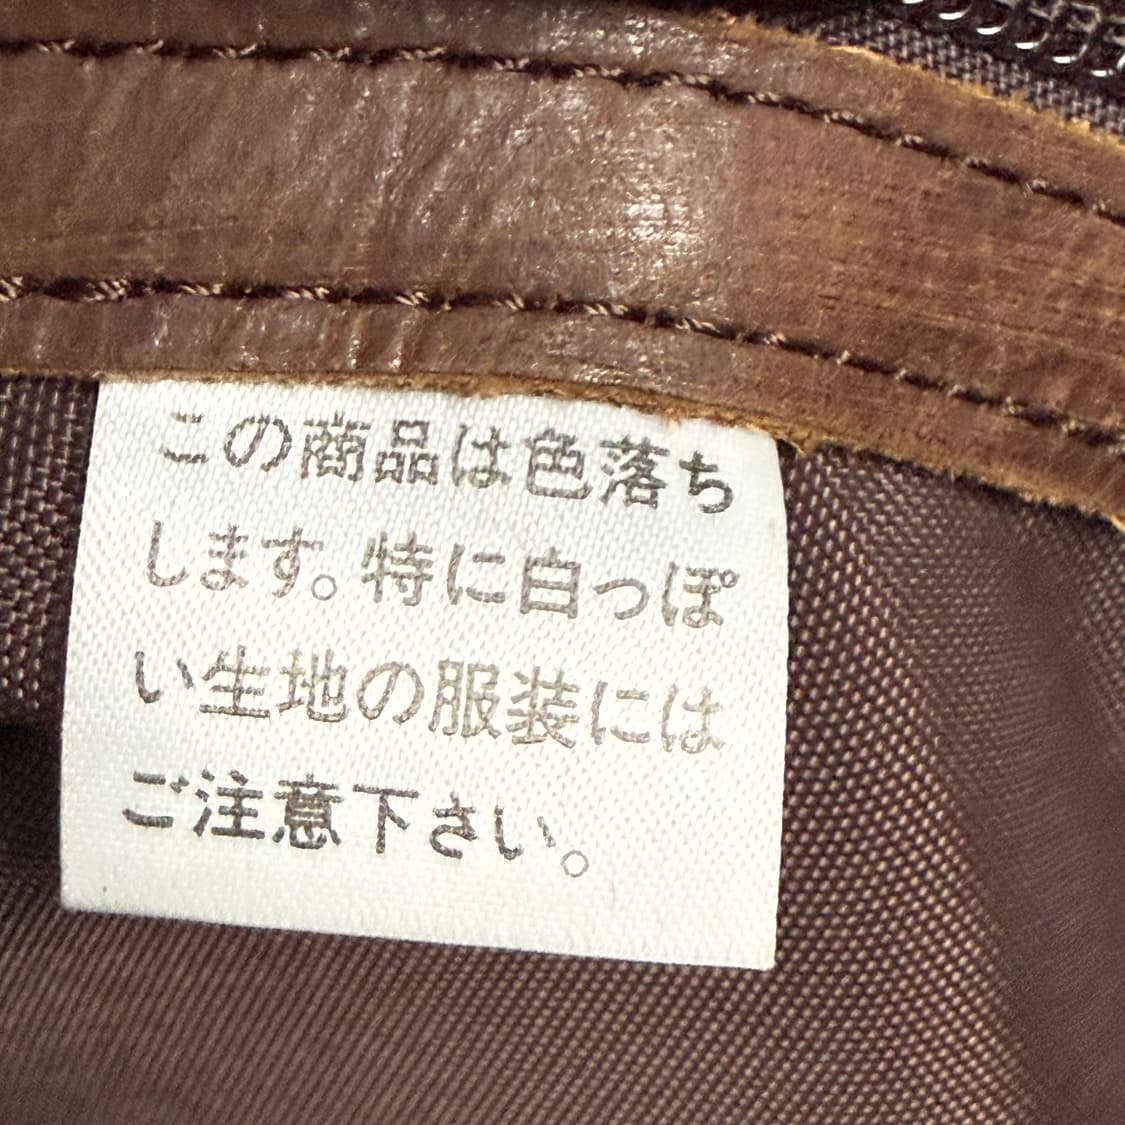 この商品は色落ち
します。特に白っぽ
い生地の服装には
ご注意下さい。